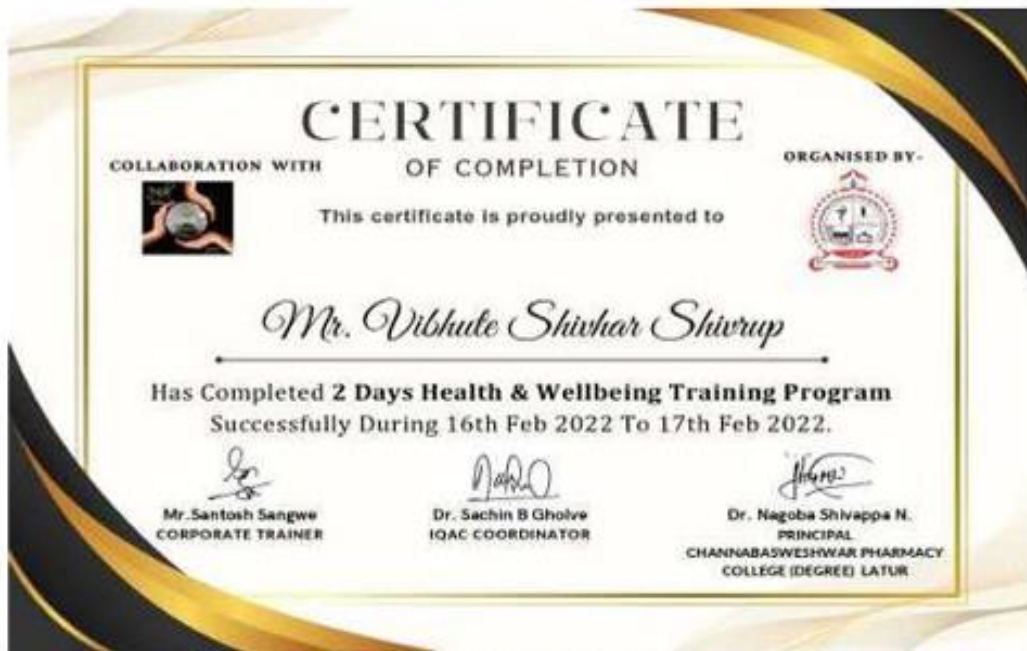 CERTIFICATE
OF COMPLETION
COLLABORATION WITH
ORGANISED BY-
This certificate is proudly presented to
Mr. Vibhute Shivhar Shivrup
Has Completed 2 Days Health & Wellbeing Training Program
Successfully During 16th Feb 2022 To 17th Feb 2022.
Mr.Santosh Sangwe
CORPORATE TRAINER
Dr. Sachin B Gholve
IQAC COORDINATOR
Dr. Nagoba Shivappa N.
PRINCIPAL
CHANNABASWESHWAR PHARMACY
COLLEGE (DEGREE) LATUR